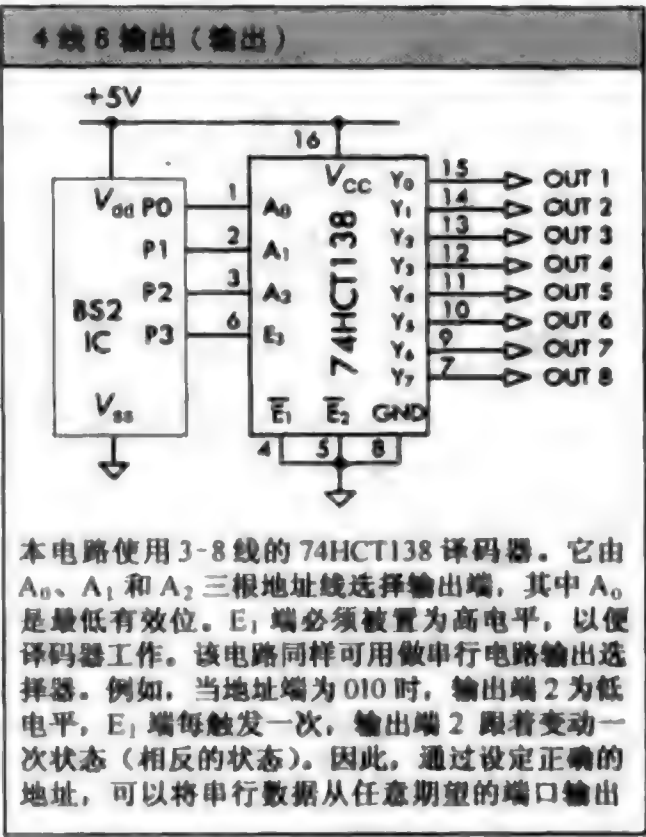 4线8输出（输出）
+5V
16
V_CC
V_dd P0 1 A₀ Y₀ 15 OUT 1
Y₁ 14 OUT 2
P1 2 A₁ Y₂ 13 OUT 3
Y₃ 12 OUT 4
P2 3 A₂ Y₄ 11 OUT 5
BS2 Y₅ 10 OUT 6
IC P3 6 E₃ Y₆ 9 OUT 7
Y₇ 7 OUT 8
74HCT138
V_ss E̅₁ E̅₂ GND
4 5 8
本电路使用3-8线的74HCT138译码器。它由
A₀、A₁和A₂三根地址线选择输出端，其中A₀
是最低有效位。E₁端必须被置为高电平，以便
译码器工作。该电路同样可用做串行电路输出选
择器。例如，当地址端为010时，输出端2为低
电平，E₁端每触发一次，输出端2跟着变动一
次状态（相反的状态）。因此，通过设定正确的
地址，可以将串行数据从任意期望的端口输出